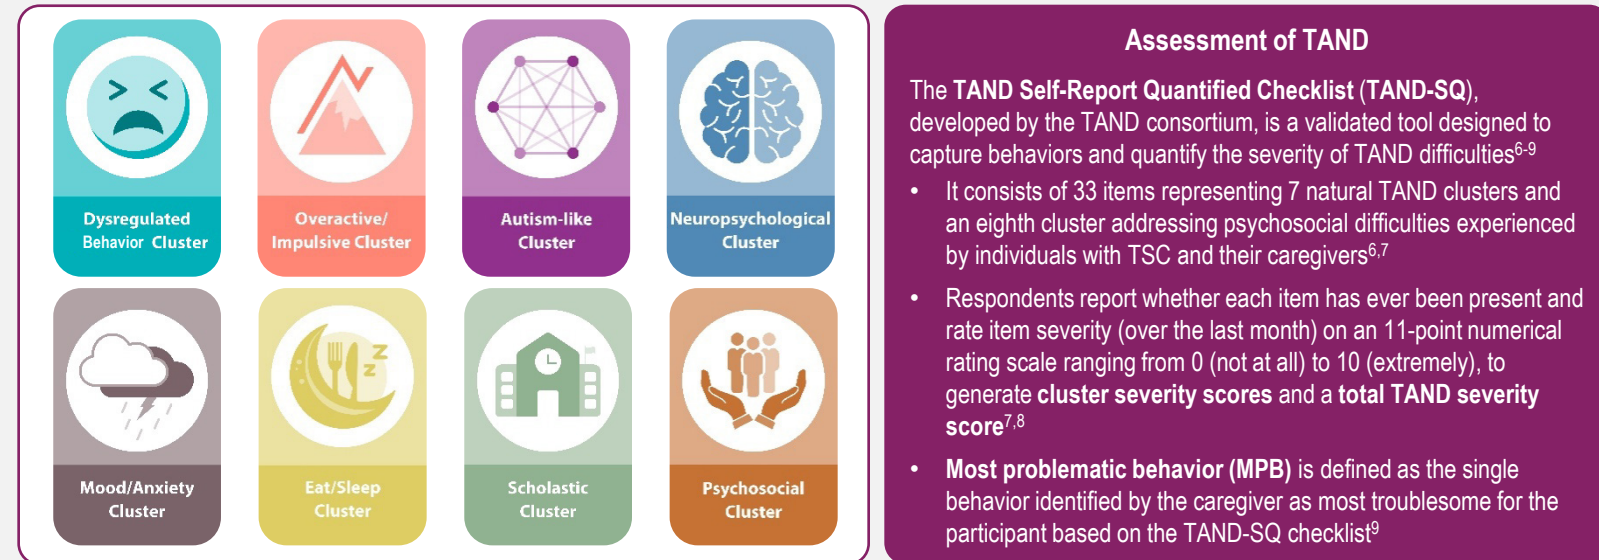 Dysregulated
Behavior Cluster
Overactive/
Impulsive Cluster
Autism-like
Cluster
Neuropsychological
Cluster
Z
Z
Mood/Anxiety
Cluster
Eat/Sleep
Cluster
Scholastic
Cluster
Psychosocial
Cluster
Assessment of TAND
The TAND Self-Report Quantified Checklist (TAND-SQ),
developed by the TAND consortium, is a validated tool designed to
capture behaviors and quantify the severity of TAND difficulties6-9
• It consists of 33 items representing 7 natural TAND clusters and
an eighth cluster addressing psychosocial difficulties experienced
by individuals with TSC and their caregivers6,7
• Respondents report whether each item has ever been present and
rate item severity (over the last month) on an 11-point numerical
rating scale ranging from 0 (not at all) to 10 (extremely), to
generate cluster severity scores and a total TAND severity
score7,8
• Most problematic behavior (MPB) is defined as the single
behavior identified by the caregiver as most troublesome for the
participant based on the TAND-SQ checklist9